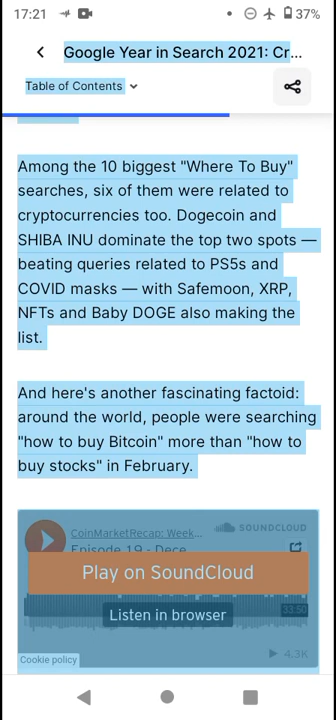 17:21
37%
Google Year in Search 2021: Cr...
Table of Contents
Among the 10 biggest "Where To Buy"
searches, six of them were related to
cryptocurrencies too. Dogecoin and
SHIBA INU dominate the top two spots —
beating queries related to PS5s and
COVID masks — with Safemoon, XRP,
NFTs and Baby DOGE also making the
list.
And here's another fascinating factoid:
around the world, people were searching
"how to buy Bitcoin" more than "how to
buy stocks" in February.
CoinMarketRecap: Week...
SOUNDCLOUD
Episode 19 - Dece
Play on SoundCloud
Listen in browser
33:50
4.3K
Cookie policy